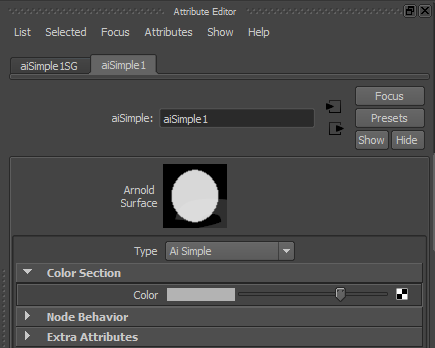 Attribute Editor
List Selected Focus Attributes Show Help
aiSimple1SG aiSimple1
Focus
aiSimple: aiSimple1
Presets
Show Hide
Arnold
Surface
Type Ai Simple
Color Section
Color
Node Behavior
Extra Attributes